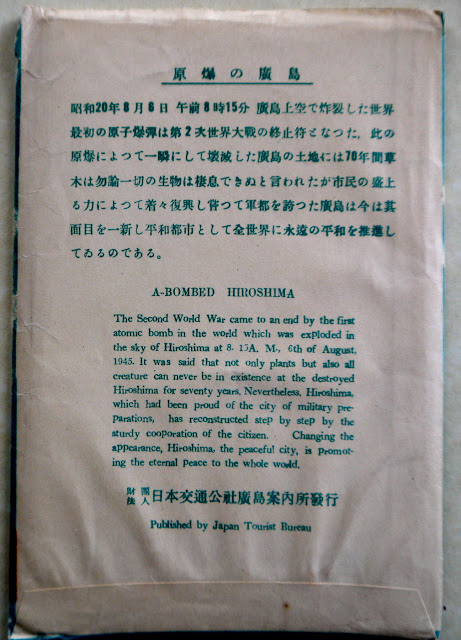 原爆の廣島
昭和20年8月6日 午前8時15分 廣島上空で炸裂した世界
最初の原子爆彈は第2次世界大戰の終止符となつた，此の
原爆によつて一瞬にして壊滅した廣島の土地には70年間草
木は勿論一切の生物は棲息できぬと言われたが市民の盛上
る力によつて着々復興し甞つて軍都を誇つた廣島は今は其
面目を一新し平和都市として全世界に永遠の平和を推進し
てゐるのである。
A-BOMBED HIROSHIMA
The Second World War came to an end by the first
atomic bomb in the world which was exploded in
the sky of Hiroshima at 8. 15A. M., 6th of August,
1945. It was said that not only plants but also all
creature can never be in existence at the destroyed
Hiroshima for seventy years. Nevertheless, Hiroshima,
which had been proud of the city of military pre-
parations, has reconstructed step by step by the
sturdy cooporation of the citizen. Changing the
appearance, Hiroshima, the peaceful city, is promot-
ing the eternal peace to the whole world.
財團法人日本交通公社廣島案内所發行
Published by Japan Tourist Bureau